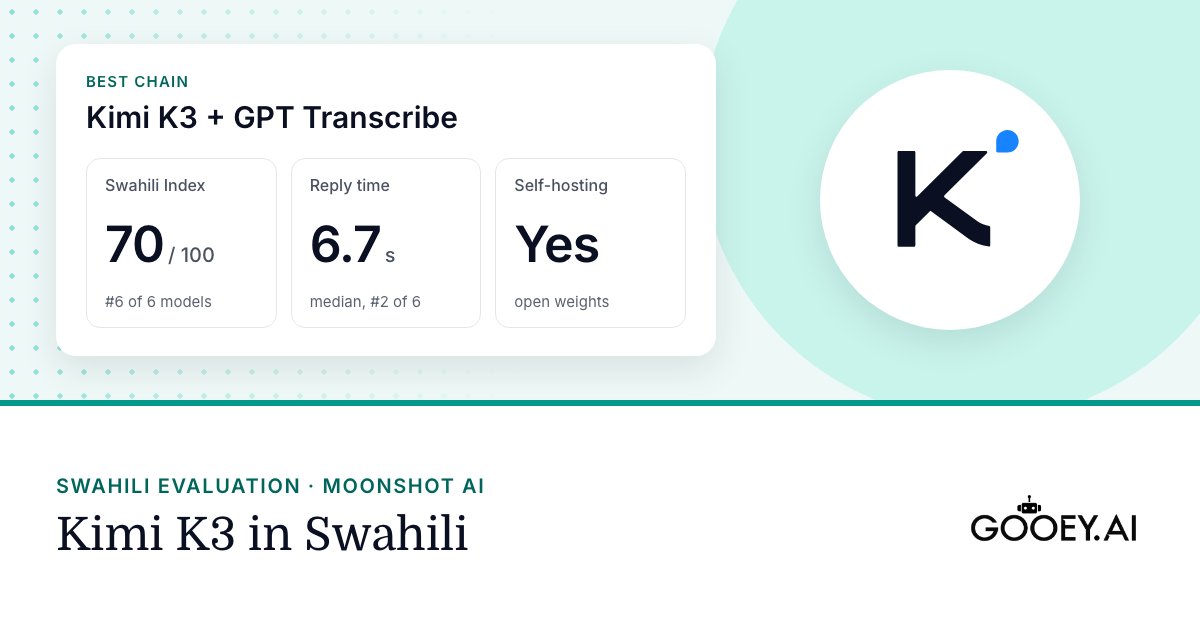 BEST CHAIN
Kimi K3 + GPT Transcribe
Swahili Index
70 / 100
#6 of 6 models
Reply time
6.7 s
median, #2 of 6
Self-hosting
Yes
open weights
K
SWAHILI EVALUATION · MOONSHOT AI
Kimi K3 in Swahili
GOOEY.AI